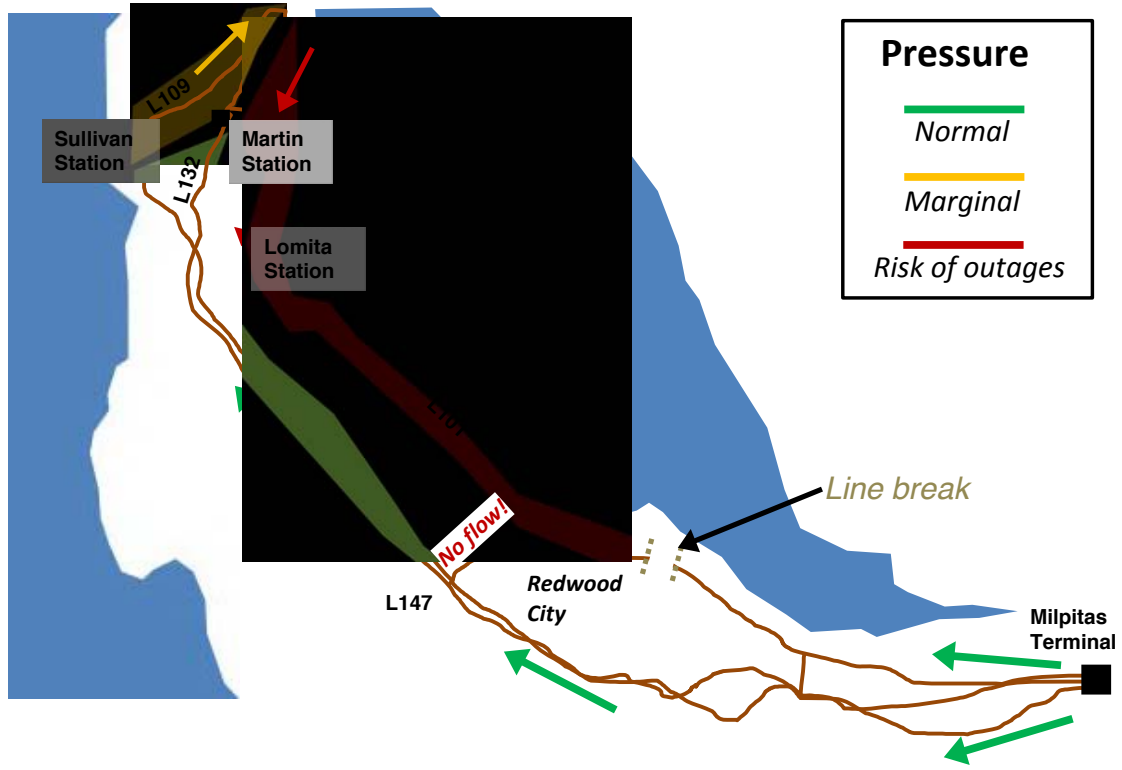 Pressure
Normal
Marginal
Risk of outages
L109
Sullivan
Station
Martin
Station
L132
Lomita
Station
Line break
No flow!
Redwood
City
L147
Milpitas
Terminal